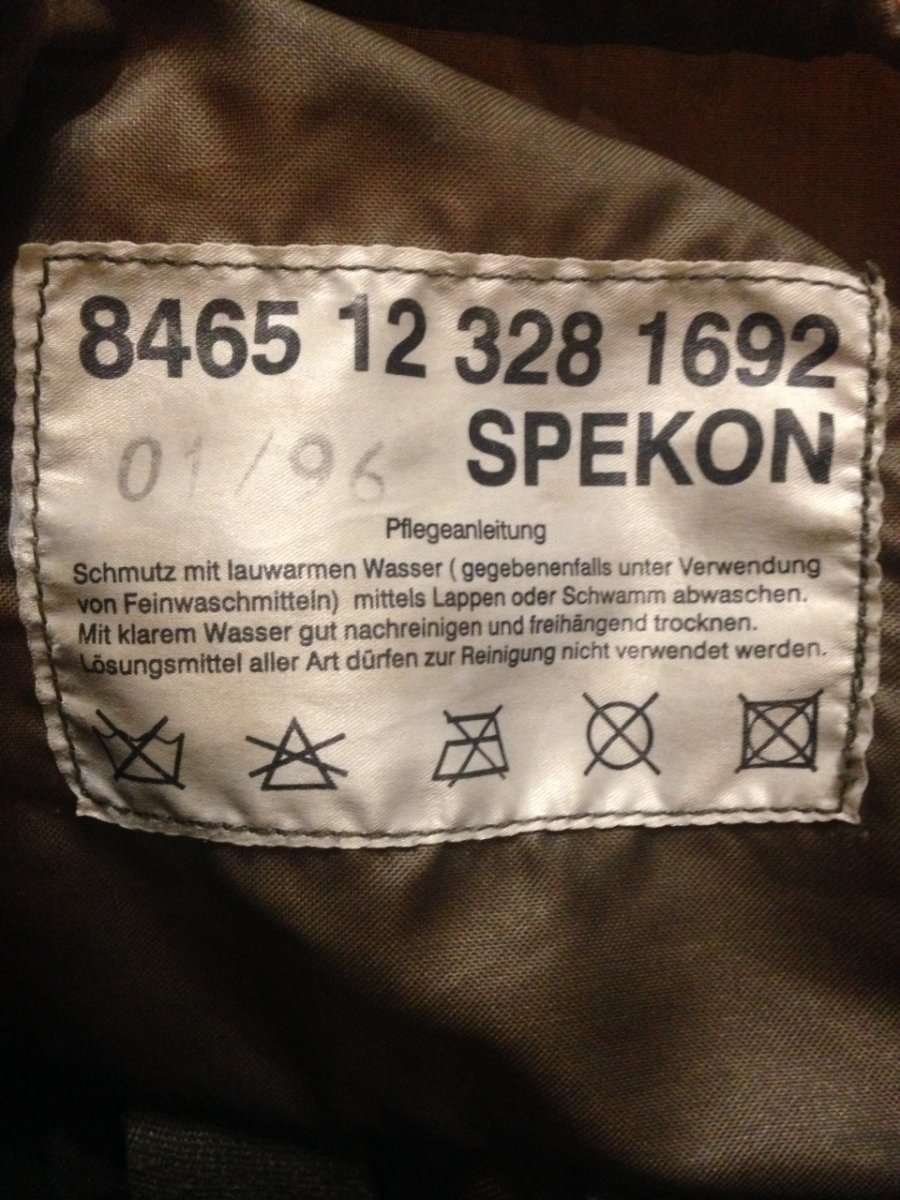 8465 12 328 1692
SPEKON
01/96
Pflegeanleitung
Schmutz mit lauwarmen Wasser ( gegebenenfalls unter Verwendung
von Feinwaschmitteln) mittels Lappen oder Schwamm abwaschen.
Mit klarem Wasser gut nachreinigen und freihängend trocknen.
Lösungsmittel aller Art dürfen zur Reinigung nicht verwendet werden.